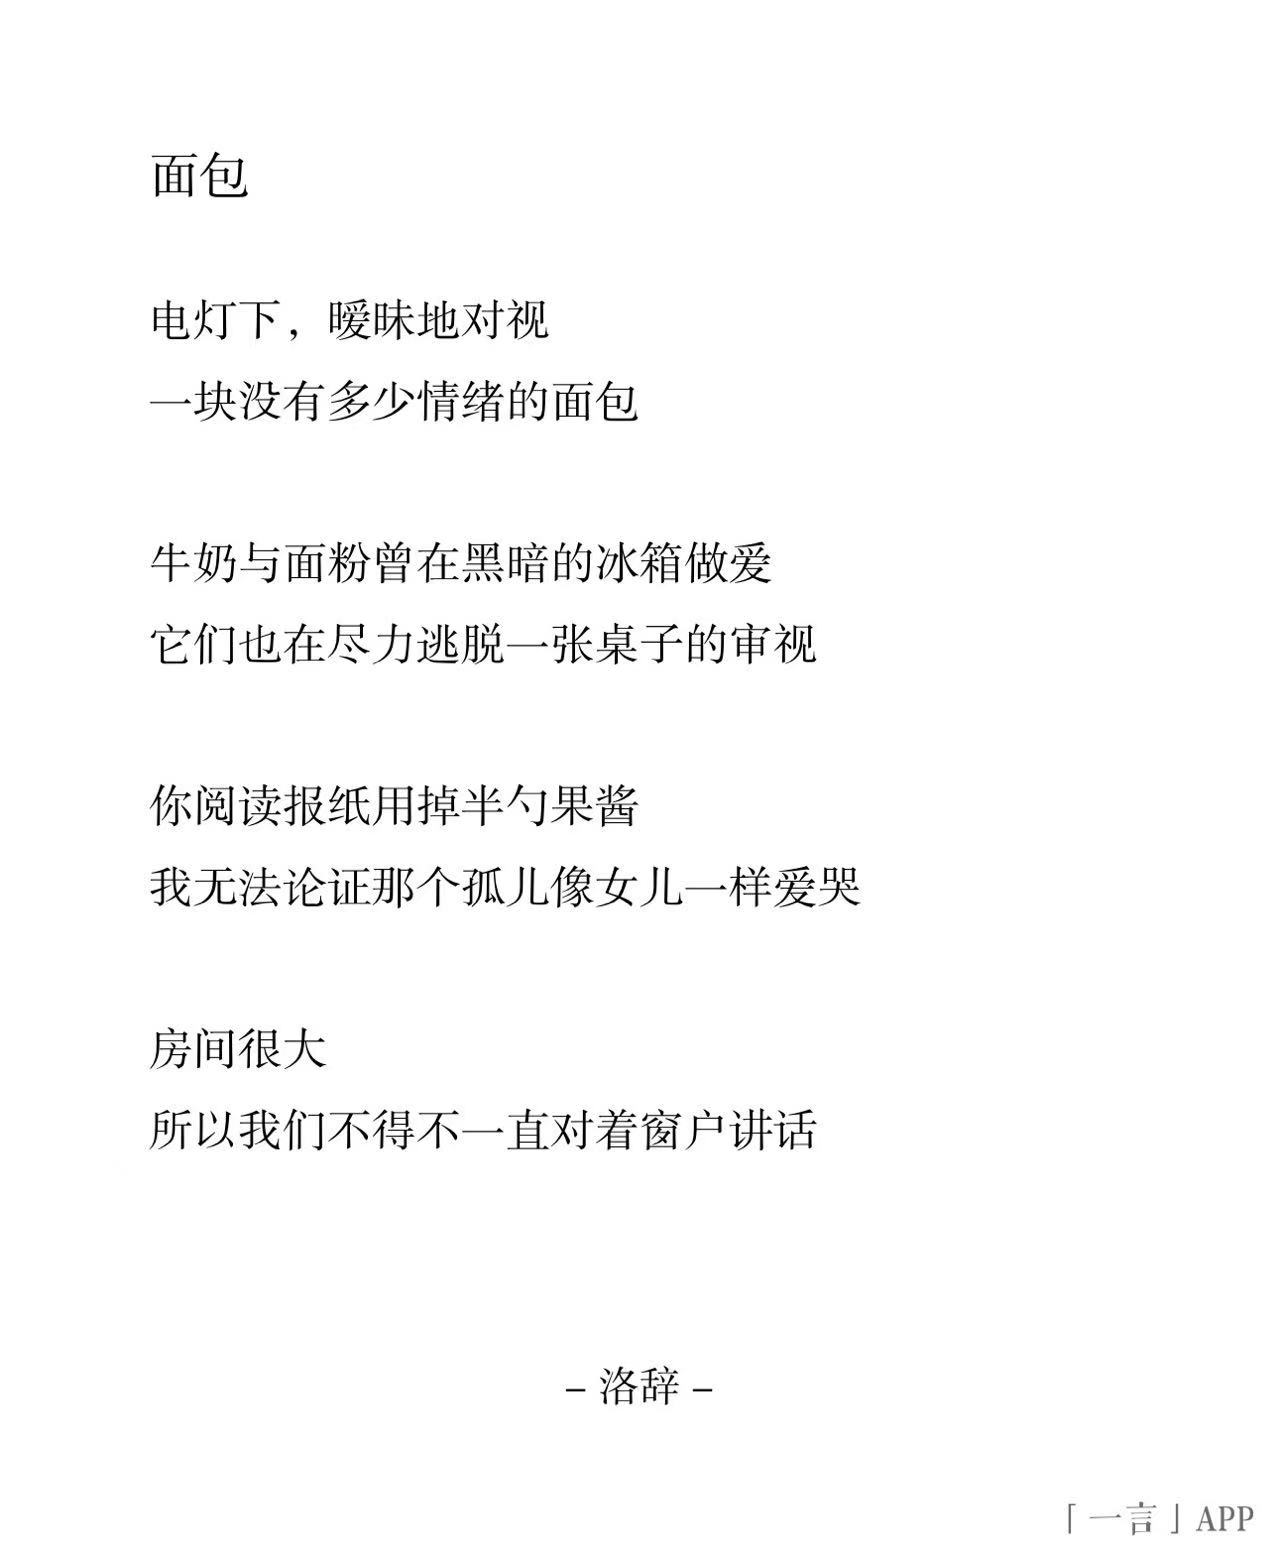 面包
电灯下，暧昧地对视
一块没有多少情绪的面包
牛奶与面粉曾在黑暗的冰箱做爱
它们也在尽力逃脱一张桌子的审视
你阅读报纸用掉半勺果酱
我无法论证那个孤儿像女儿一样爱哭
房间很大
所以我们不得不一直对着窗户讲话
– 洛辞 –
「一言」APP